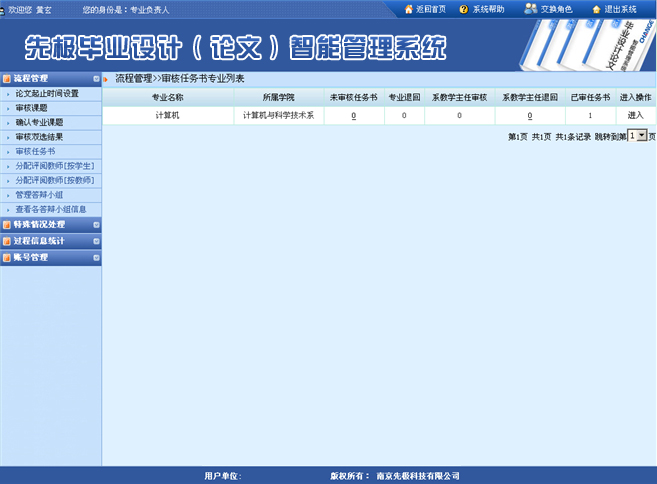 欢迎您 黄玄 您的身份是：专业负责人 返回首页 系统帮助 交换角色 退出系统
先极毕业设计（论文）智能管理系统
毕业设计论文
流程管理
论文起止时间设置
审核课题
确认专业课题
审核双选结果
审核任务书
分配评阅教师[按学生]
分配评阅教师[按教师]
管理答辩小组
查看各答辩小组信息
特殊情况处理
过程信息统计
账号管理
流程管理>>审核任务书专业列表
专业名称 所属学院 未审核任务书 专业退回 系教学主任审核 系教学主任退回 已审任务书 进入操作
计算机 计算机与科学技术系 0 0 0 0 1 进入
第1页 共1页 共1条记录 跳转到第 1 页
用户单位： 版权所有： 南京先极科技有限公司